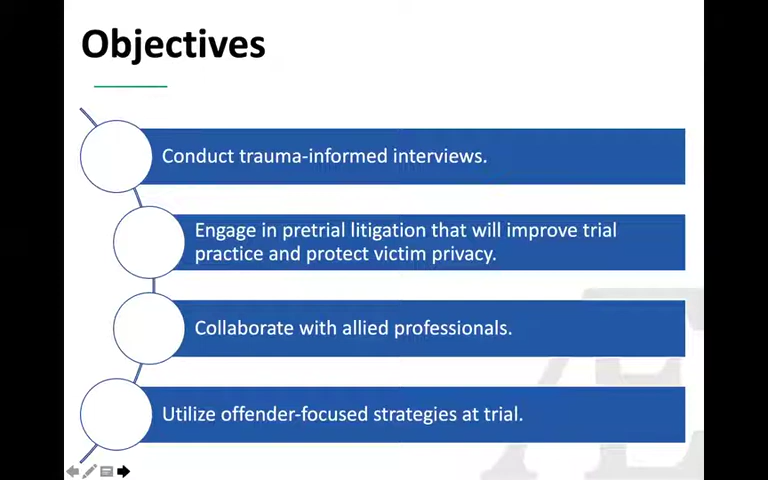 Objectives
Conduct trauma-informed interviews.
Engage in pretrial litigation that will improve trial
practice and protect victim privacy.
Collaborate with allied professionals.
Utilize offender-focused strategies at trial.
Æ